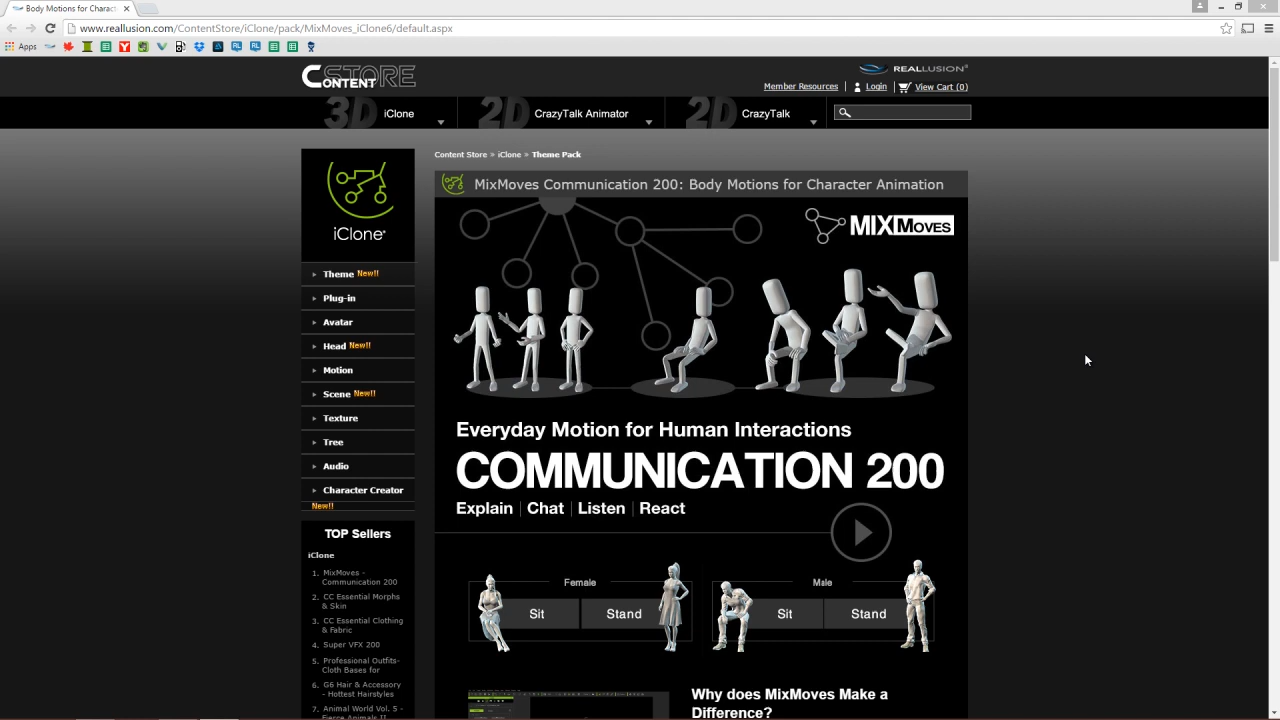 Body Motions for Charact
www.reallusion.com/ContentStore/iClone/pack/MixMoves_iClone6/default.aspx
Apps
CONTENT STORE
REALLUSION
Member Resources
Login
View Cart (0)
3D iClone
2D CrazyTalk Animator
2D CrazyTalk
Content Store » iClone » Theme Pack
iClone
MixMoves Communication 200: Body Motions for Character Animation
MIXMOVES
Theme New!!
Plug-in
Avatar
Head New!!
Motion
Scene New!!
Texture
Tree
Audio
Character Creator
New!!
Everyday Motion for Human Interactions
COMMUNICATION 200
Explain | Chat | Listen | React
TOP Sellers
iClone
1. MixMoves -
Communication 200
2. CC Essential Morphs
& Skin
3. CC Essential Clothing
& Fabric
4. Super VFX 200
5. Professional Outfits-
Cloth Bases for
6. G6 Hair & Accessory
- Hottest Hairstyles
7. Animal World Vol. 5 -
Fierce Animals II
Female
Sit
Stand
Male
Sit
Stand
Why does MixMoves Make a
Difference?